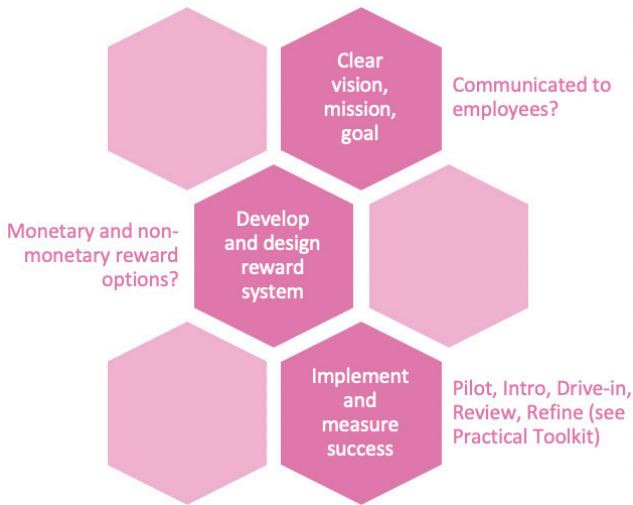 Clear
vision,
mission,
goal
Communicated to
employees?
Monetary and non-
monetary reward
options?
Develop
and design
reward
system
Implement
and
measure
success
Pilot, Intro, Drive-in,
Review, Refine (see
Practical Toolkit)